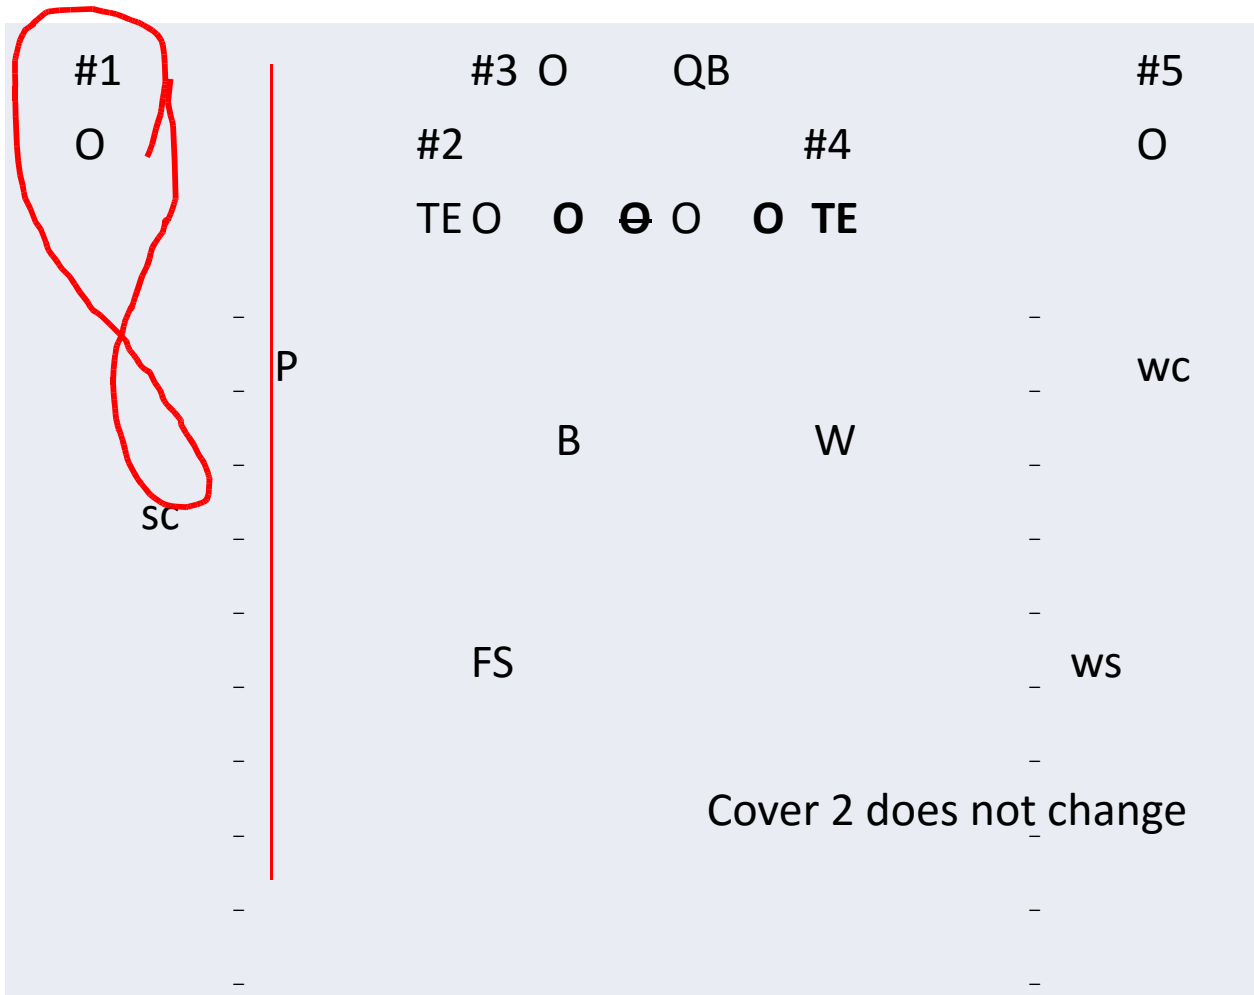 #1 #3 O QB #5
O #2 #4 O
TE O O O O O TE
P wc
B W
sc
FS ws
Cover 2 does not change